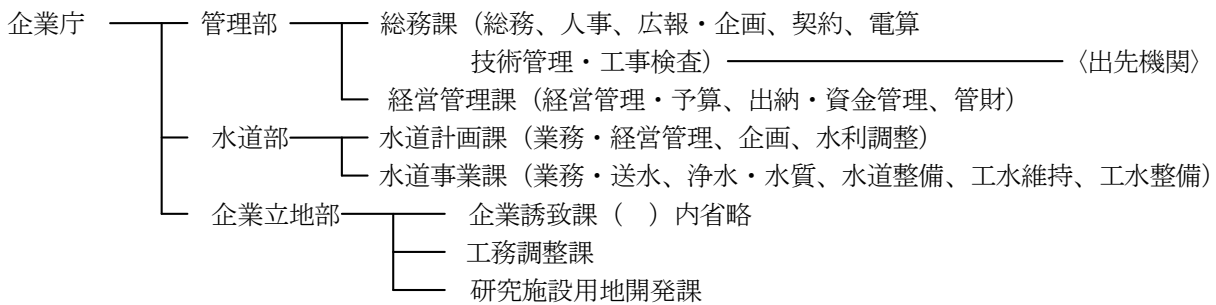 企業庁 管理部 総務課（総務、人事、広報・企画、契約、電算
技術管理・工事検査） 〈出先機関〉
経営管理課（経営管理・予算、出納・資金管理、管財）
水道部 水道計画課（業務・経営管理、企画、水利調整）
水道事業課（業務・送水、浄水・水質、水道整備、工水維持、工水整備）
企業立地部 企業誘致課（　）内省略
工務調整課
研究施設用地開発課